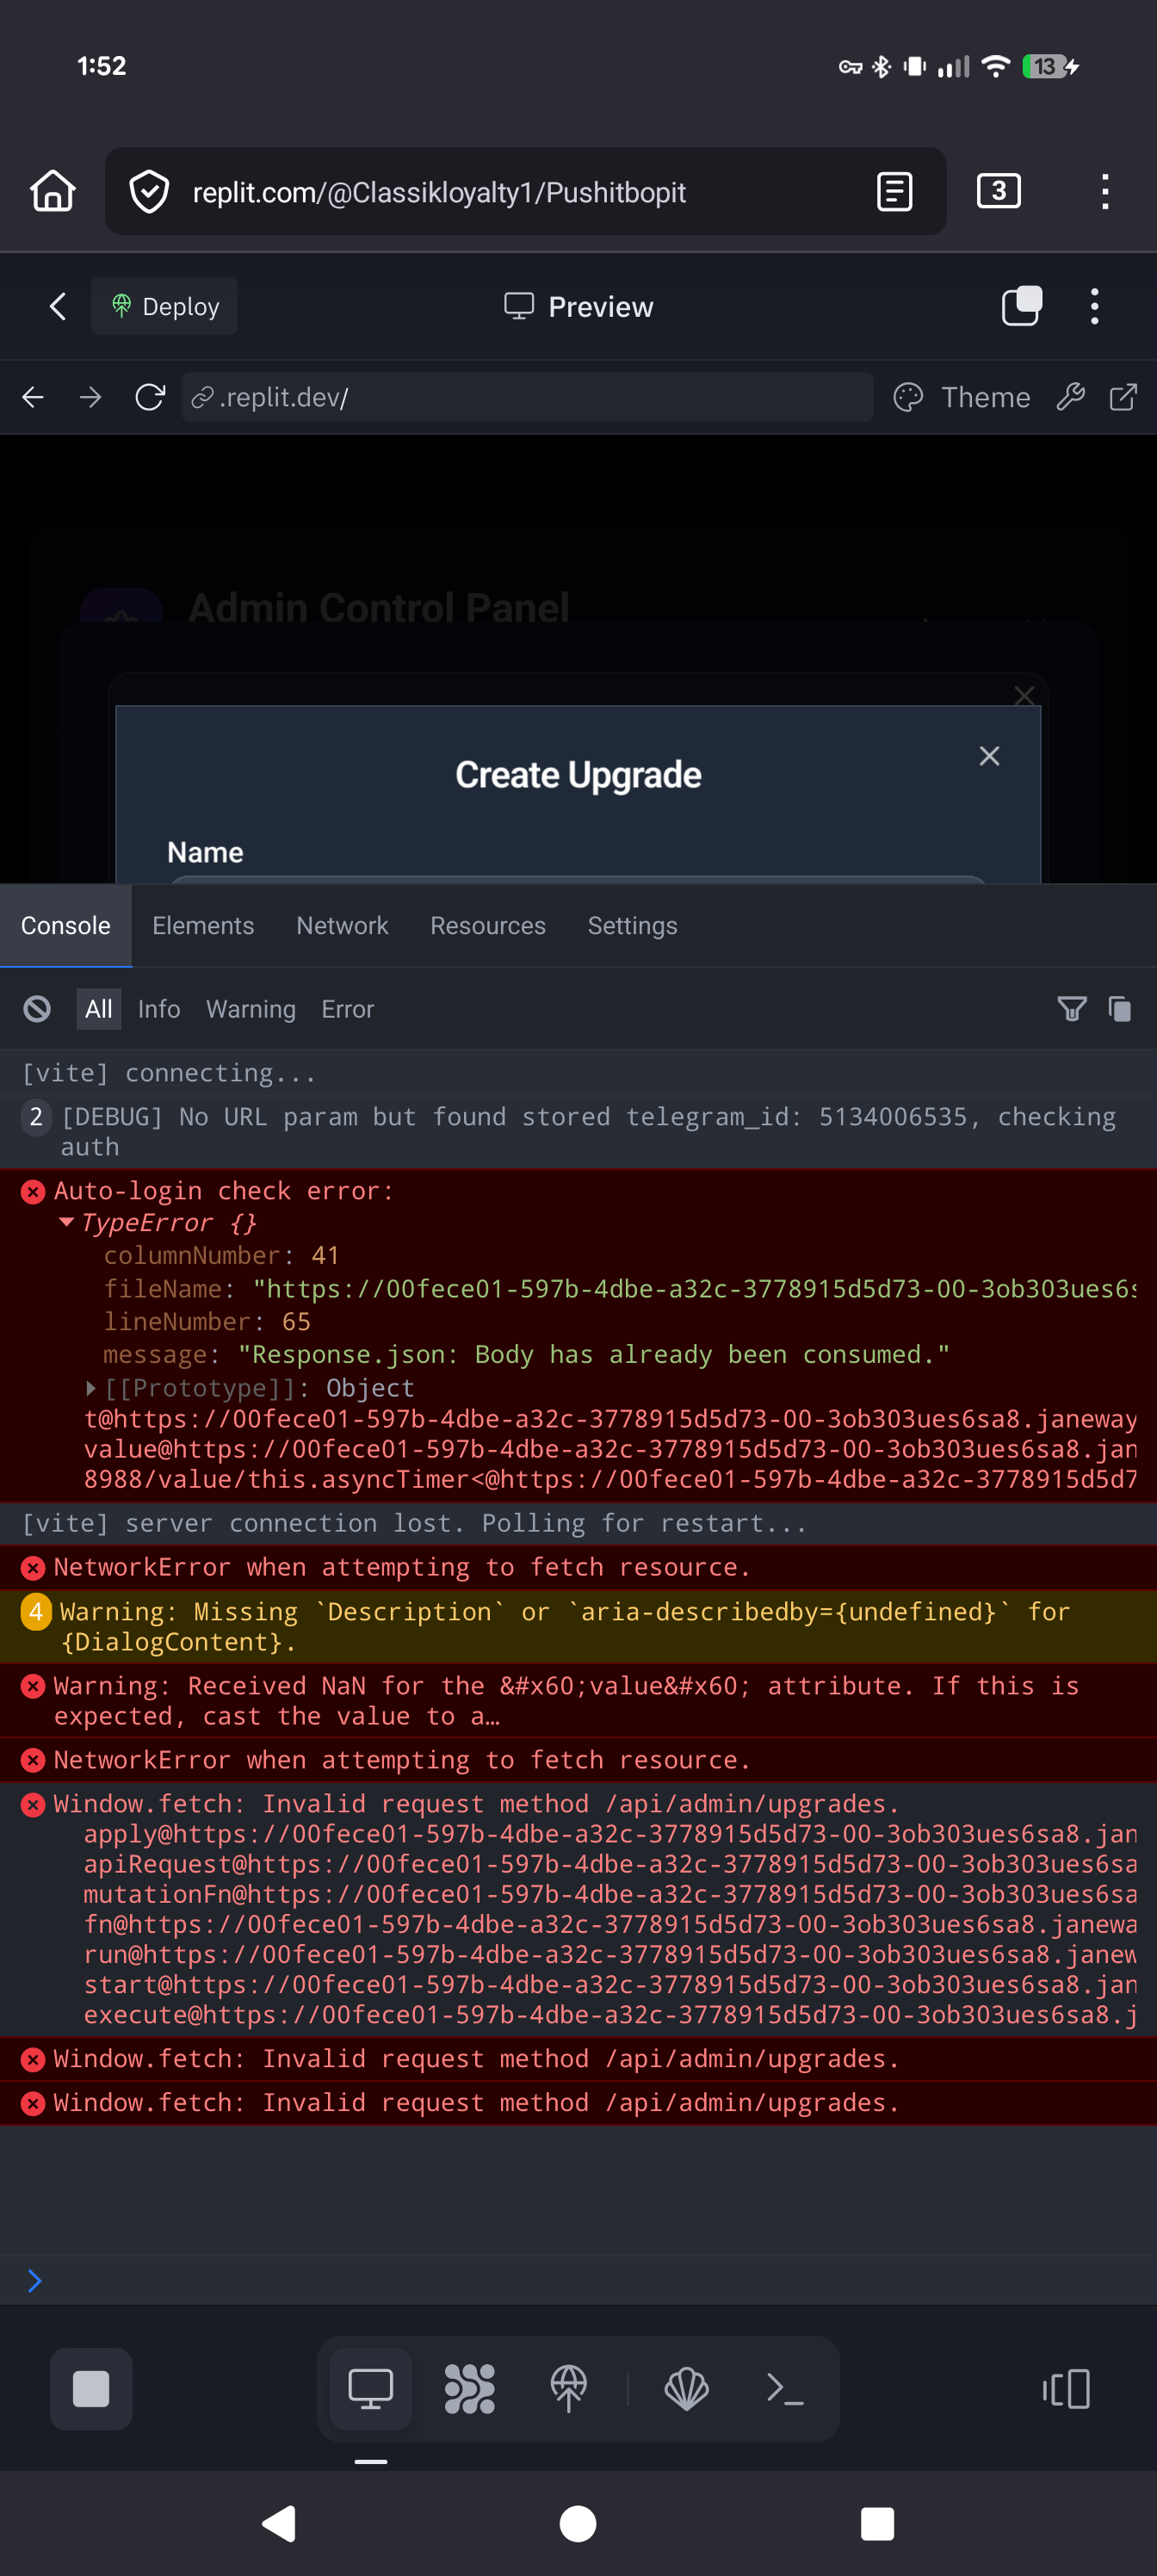 1:52
13
replit.com/@Classikloyalty1/Pushitbopit
3
Deploy
Preview
.replit.dev/
Theme
Admin Control Panel
Create Upgrade
Name
Console Elements Network Resources Settings
All Info Warning Error
[vite] connecting...
2 [DEBUG] No URL param but found stored telegram_id: 5134006535, checking
auth
Auto-login check error:
TypeError {}
columnNumber: 41
fileName: "https://00fece01-597b-4dbe-a32c-3778915d5d73-00-3ob303ues6s
lineNumber: 65
message: "Response.json: Body has already been consumed."
[[Prototype]]: Object
t@https://00fece01-597b-4dbe-a32c-3778915d5d73-00-3ob303ues6sa8.janeway
value@https://00fece01-597b-4dbe-a32c-3778915d5d73-00-3ob303ues6sa8.jan
8988/value/this.asyncTimer<@https://00fece01-597b-4dbe-a32c-3778915d5d7
[vite] server connection lost. Polling for restart...
NetworkError when attempting to fetch resource.
4 Warning: Missing `Description` or `aria-describedby={undefined}` for
{DialogContent}.
Warning: Received NaN for the &#x60;value&#x60; attribute. If this is
expected, cast the value to a…
NetworkError when attempting to fetch resource.
Window.fetch: Invalid request method /api/admin/upgrades.
apply@https://00fece01-597b-4dbe-a32c-3778915d5d73-00-3ob303ues6sa8.jan
apiRequest@https://00fece01-597b-4dbe-a32c-3778915d5d73-00-3ob303ues6sa
mutationFn@https://00fece01-597b-4dbe-a32c-3778915d5d73-00-3ob303ues6sa
fn@https://00fece01-597b-4dbe-a32c-3778915d5d73-00-3ob303ues6sa8.janewa
run@https://00fece01-597b-4dbe-a32c-3778915d5d73-00-3ob303ues6sa8.janew
start@https://00fece01-597b-4dbe-a32c-3778915d5d73-00-3ob303ues6sa8.jan
execute@https://00fece01-597b-4dbe-a32c-3778915d5d73-00-3ob303ues6sa8.j
Window.fetch: Invalid request method /api/admin/upgrades.
Window.fetch: Invalid request method /api/admin/upgrades.